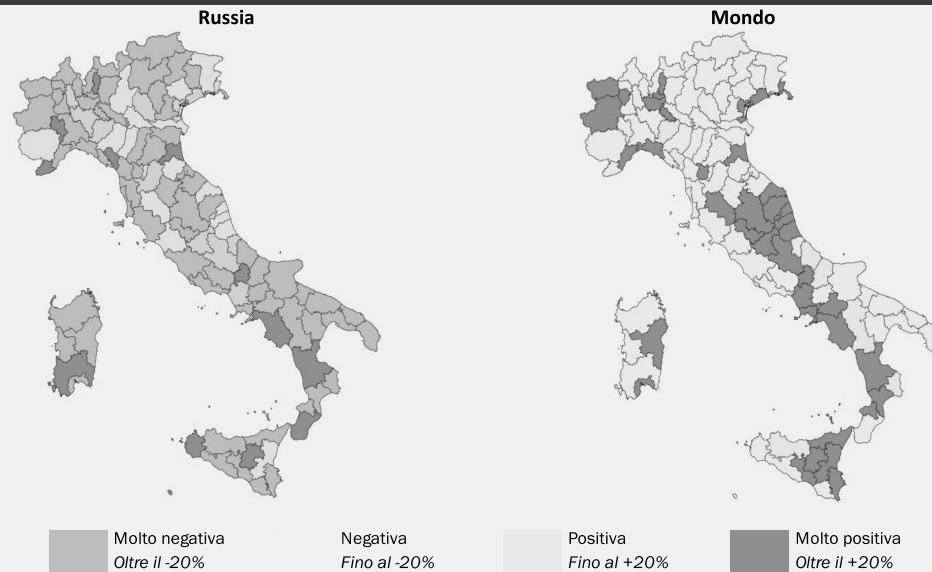 Russia
Mondo
Molto negativa
Oltre il -20%
Negativa
Fino al -20%
Positiva
Fino al +20%
Molto positiva
Oltre il +20%